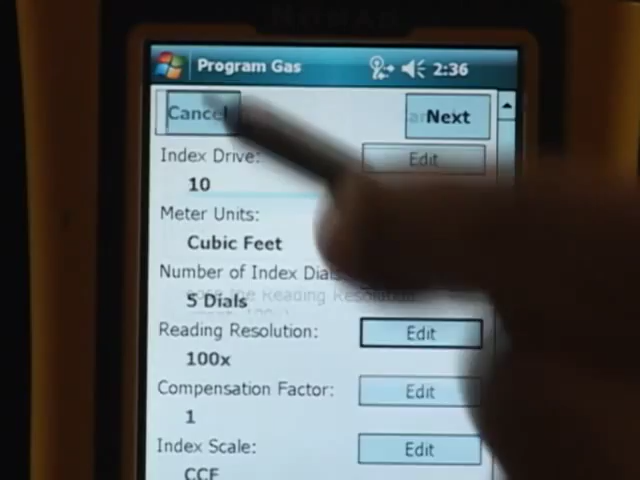 Program Gas 2:36
Cancel Next
Index Drive: Edit
10
Meter Units:
Cubic Feet
Number of Index Dials
5 Dials
Reading Resolution: Edit
100x
Compensation Factor: Edit
1
Index Scale: Edit
CCF